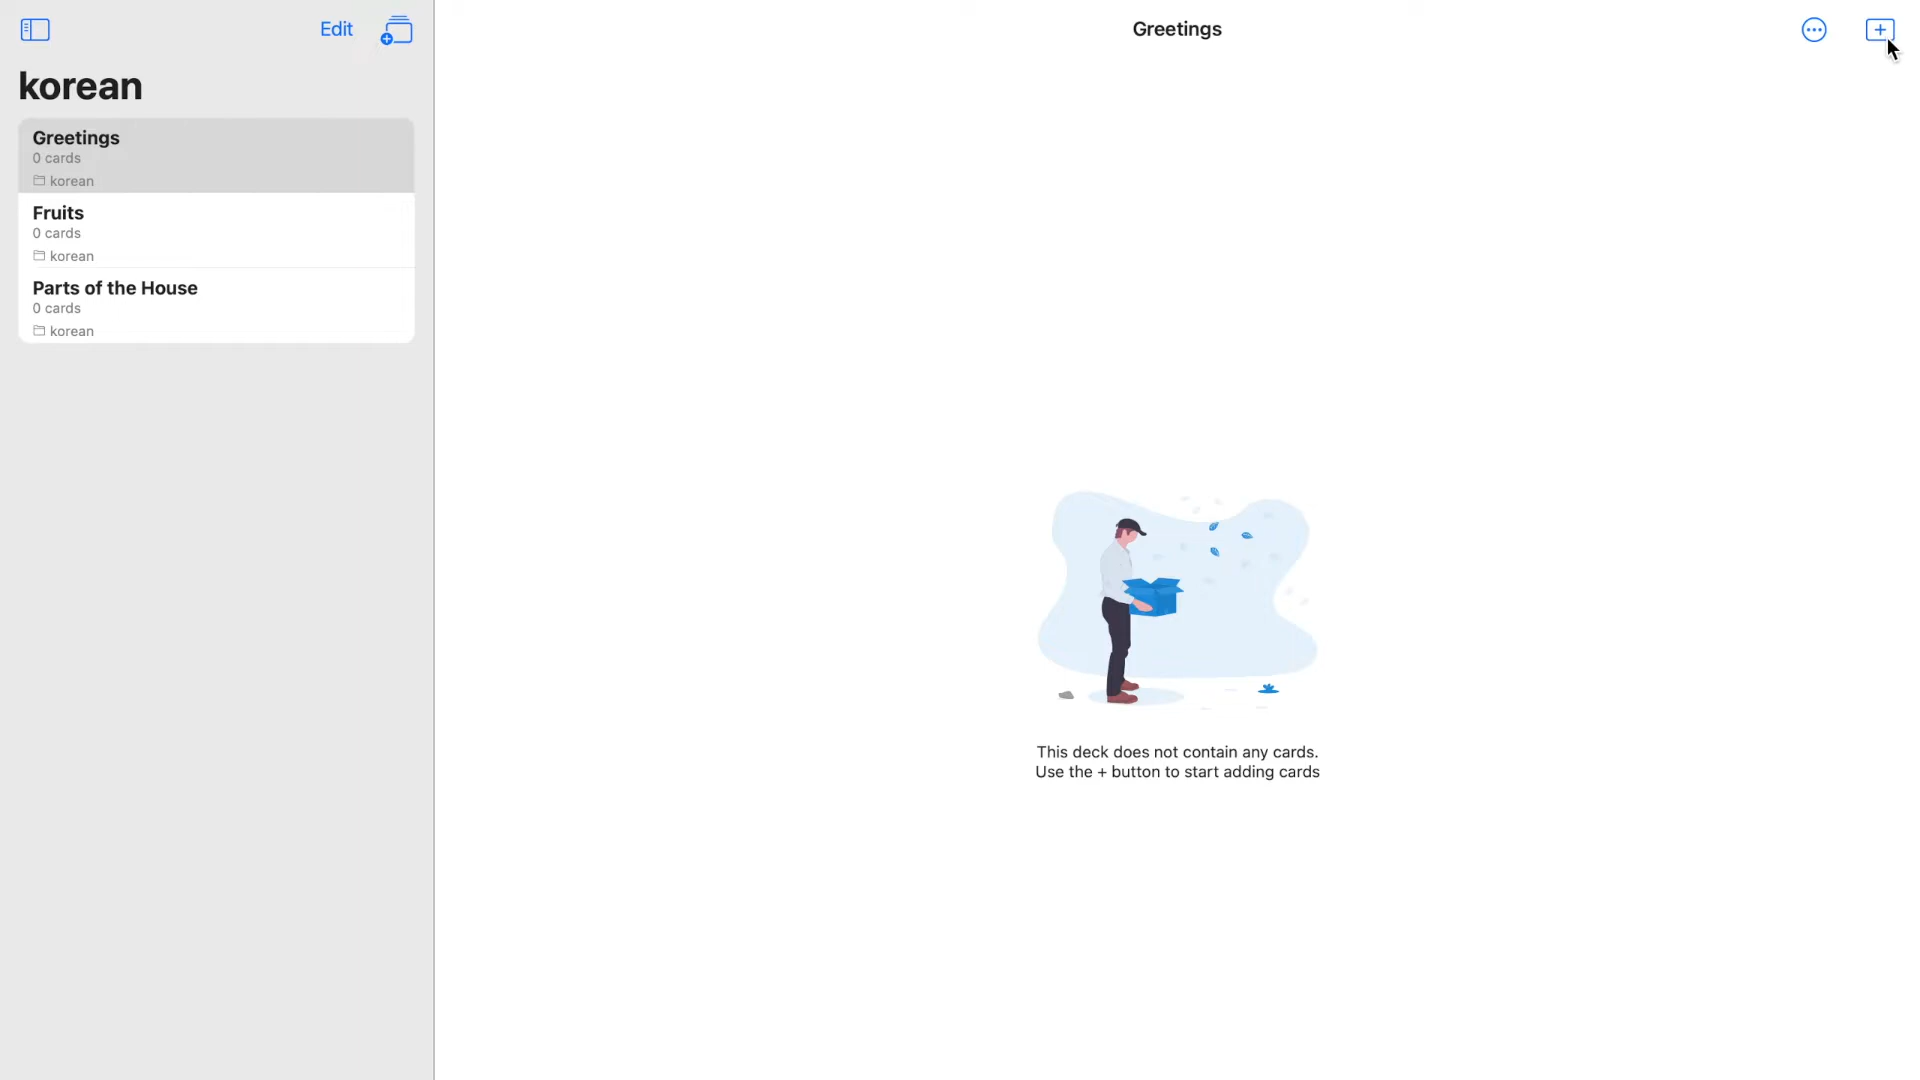 Edit
Greetings
korean
Greetings
0 cards
korean
Fruits
0 cards
korean
Parts of the House
0 cards
korean
This deck does not contain any cards.
Use the + button to start adding cards